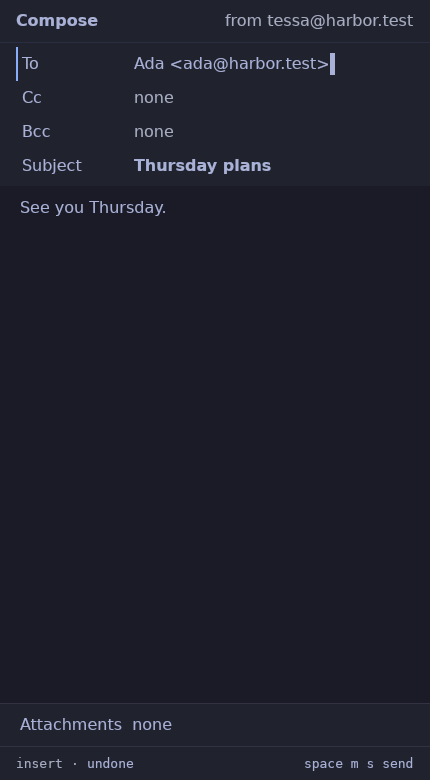 Compose from tessa@harbor.test
To Ada <ada@harbor.test>
Cc none
Bcc none
Subject Thursday plans
See you Thursday.
Attachments none
insert · undone space m s send